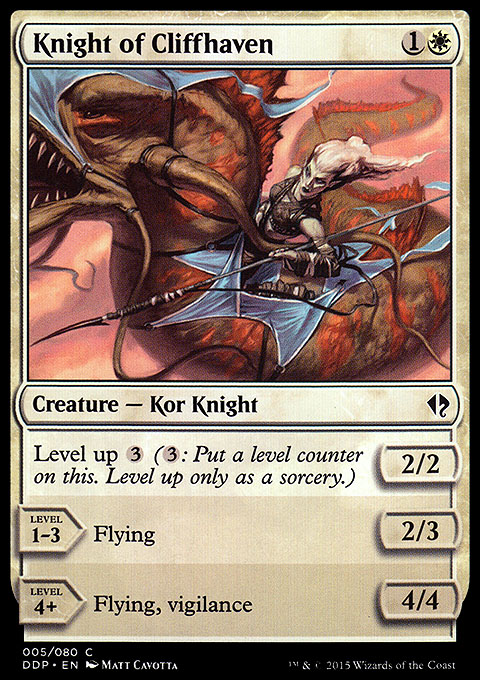 Knight of Cliffhaven 1
Creature — Kor Knight
Level up 3 (3: Put a level counter
on this. Level up only as a sorcery.)
2/2
LEVEL
1-3
Flying
2/3
LEVEL
4+
Flying, vigilance
4/4
005/080 C
DDP • EN Matt Cavotta
™ & © 2015 Wizards of the Coast